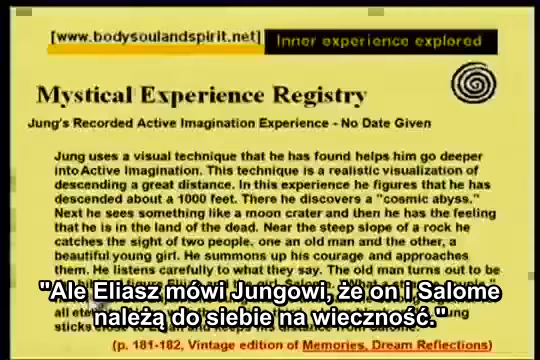 [www.bodysoulandspirit.net] Inner experience explored
Mystical Experience Registry
Jung's Recorded Active Imagination Experience - No Date Given
Jung uses a visual technique that he has found helps him go deeper
into Active Imagination. This technique is a realistic visualization of
descending a great distance. In this experience he figures that he has
descended about a 1000 feet. There he discovers a "cosmic abyss."
Next he sees something like a moon crater and then he has the feeling
that he is in the land of the dead. Near the steep slope of a rock he
catches the sight of two people, one an old man and the other, a
beautiful young girl. He summons up his courage and approaches
them. He listens carefully to what they say. The old man turns out to be
"Ale Eliasz mówi Jungowi, że on i Salome
należą do siebie na wieczność."
sticks close to
(p. 181-182, Vintage edition of Memories, Dream Reflections)